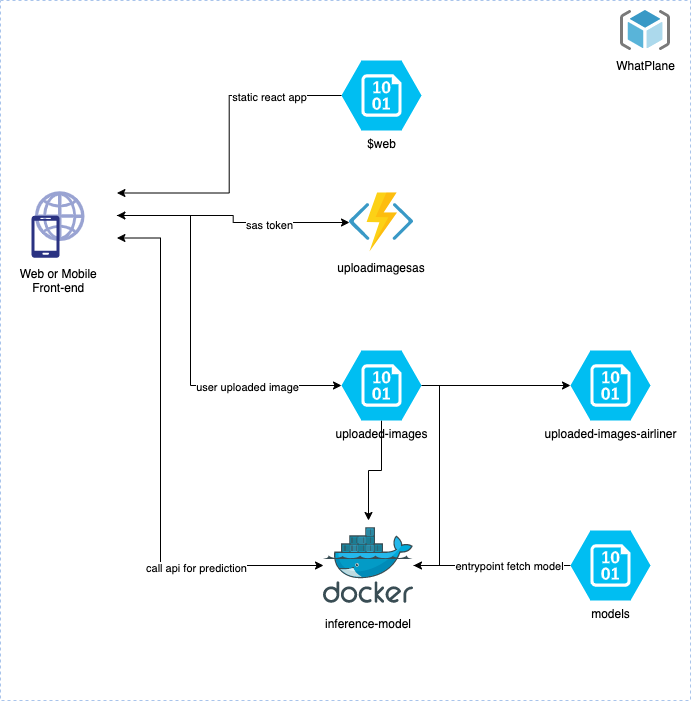 WhatPlane
10
01
static react app
$web
sas token
uploadimagesas
Web or Mobile
Front-end
10
01
10
01
user uploaded image
uploaded-images
uploaded-images-airliner
10
01
call api for prediction
entrypoint fetch model
docker
inference-model
models